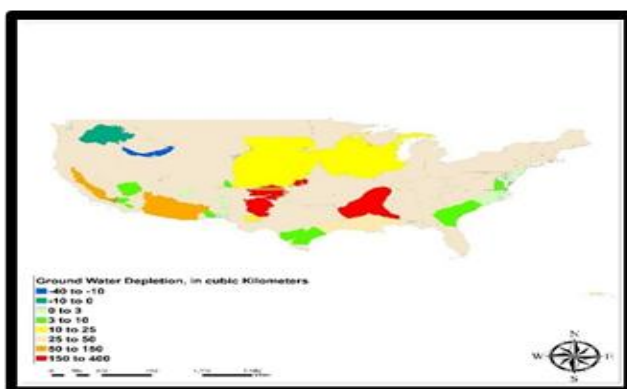 Ground Water Depletion, in cubic Kilometers
-40 to -10
-10 to 0
0 to 3
3 to 10
10 to 25
25 to 50
50 to 150
150 to 400
N
W
E
S